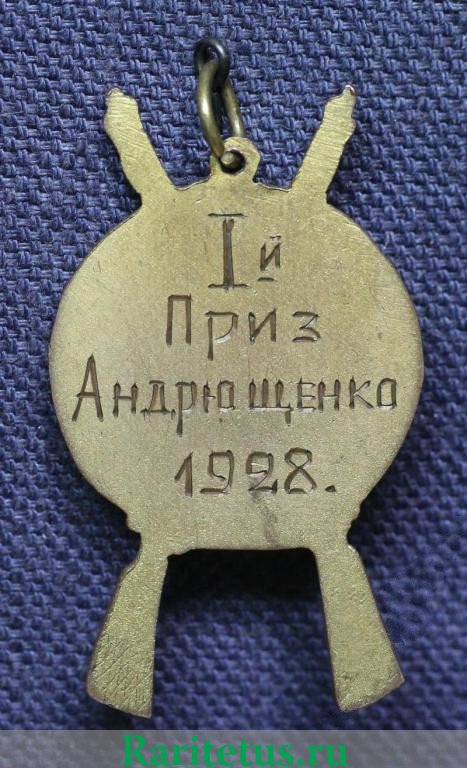 Iй
Приз
Андрющенко
1928.
Raritetus.ru